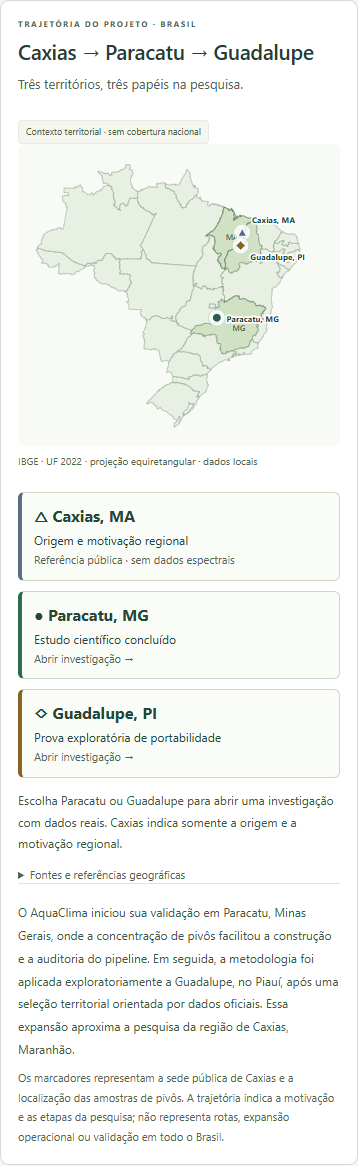 TRAJETÓRIA DO PROJETO · BRASIL
Caxias → Paracatu → Guadalupe
Três territórios, três papéis na pesquisa.
Contexto territorial · sem cobertura nacional
Caxias, MA
MA
Guadalupe, PI
Paracatu, MG
MG
IBGE · UF 2022 · projeção equiretangular · dados locais
△ Caxias, MA
Origem e motivação regional
Referência pública · sem dados espectrais
● Paracatu, MG
Estudo científico concluído
Abrir investigação →
◇ Guadalupe, PI
Prova exploratória de portabilidade
Abrir investigação →
Escolha Paracatu ou Guadalupe para abrir uma investigação
com dados reais. Caxias indica somente a origem e a
motivação regional.
▶ Fontes e referências geográficas
O AquaClima iniciou sua validação em Paracatu, Minas
Gerais, onde a concentração de pivôs facilitou a construção
e a auditoria do pipeline. Em seguida, a metodologia foi
aplicada exploratoriamente a Guadalupe, no Piauí, após uma
seleção territorial orientada por dados oficiais. Essa
expansão aproxima a pesquisa da região de Caxias,
Maranhão.
Os marcadores representam a sede pública de Caxias e a
localização das amostras de pivôs. A trajetória indica a motivação
e as etapas da pesquisa; não representa rotas, expansão
operacional ou validação em todo o Brasil.